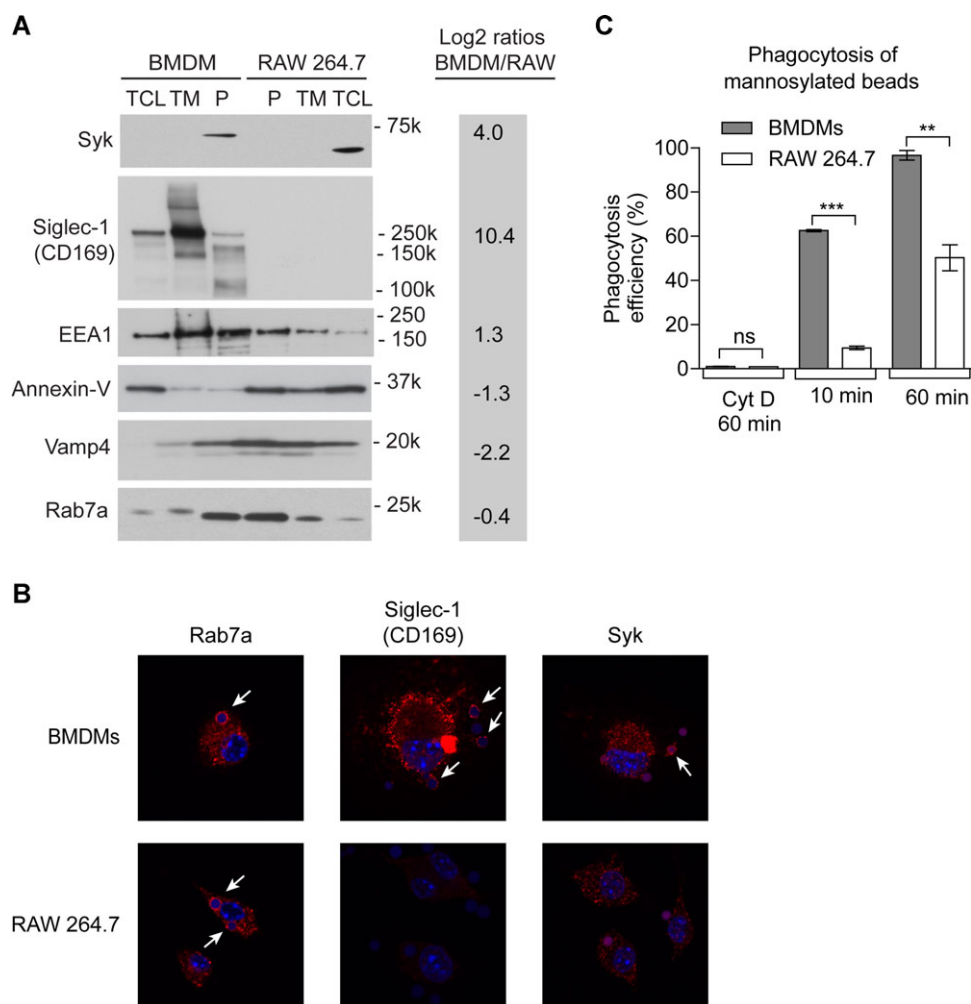 A
BMDM RAW 264.7
Log2 ratios
BMDM/RAW
TCL TM P P TM TCL
Syk - 75k 4.0
Siglec-1
(CD169)
- 250k
- 150k
- 100k
10.4
EEA1 - 250
- 150 1.3
Annexin-V - 37k -1.3
Vamp4 - 20k -2.2
Rab7a - 25k -0.4
C
Phagocytosis of
mannosylated beads
BMDMs
RAW 264.7
Phagocytosis
efficiency (%)
100
80
60
40
20
0
ns
***
**
Cyt D
60 min
10 min
60 min
B
Rab7a
Siglec-1
(CD169)
Syk
BMDMs
RAW 264.7